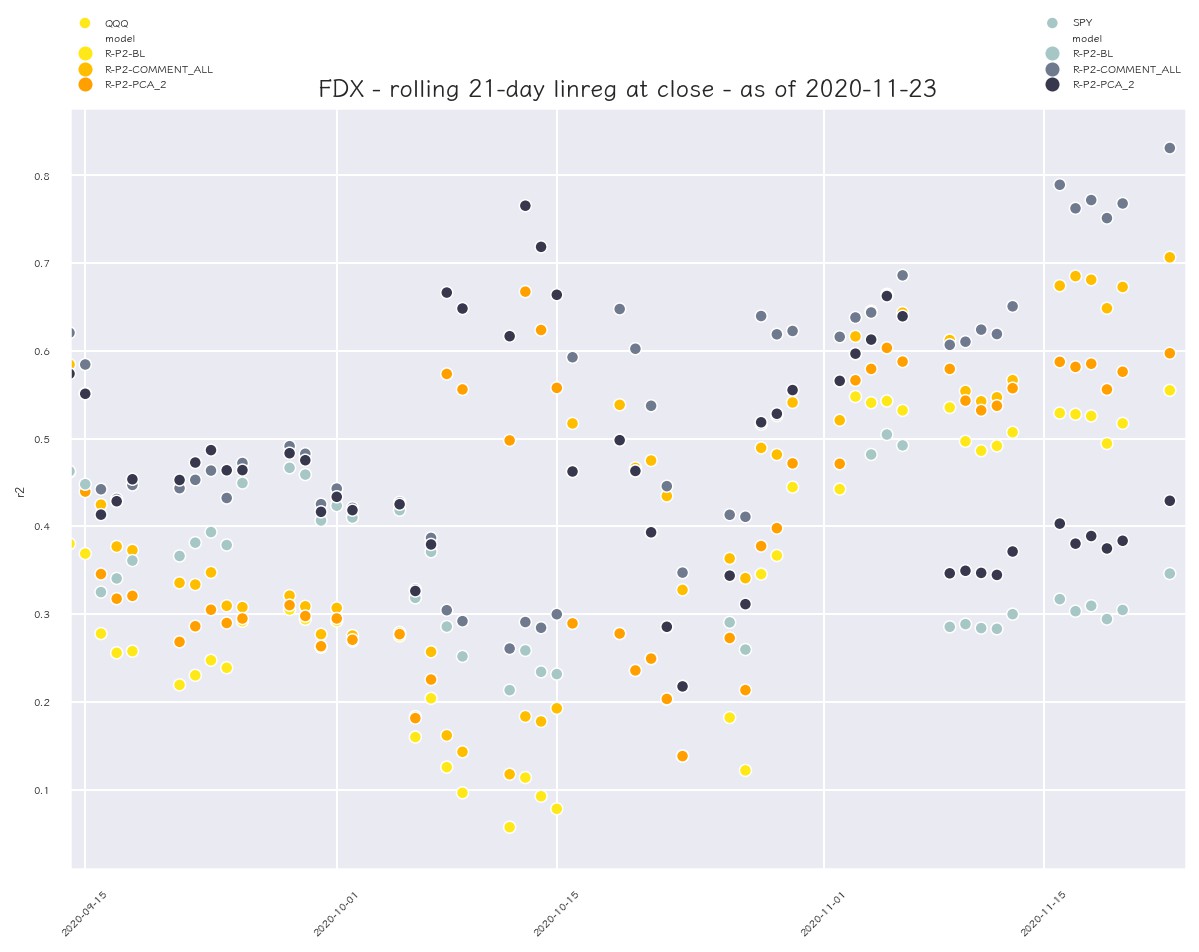 QQQ
model
R-P2-BL
R-P2-COMMENT_ALL
R-P2-PCA_2
SPY
model
R-P2-BL
R-P2-COMMENT_ALL
R-P2-PCA_2
FDX - rolling 21-day linreg at close - as of 2020-11-23
r2
0.8
0.7
0.6
0.5
0.4
0.3
0.2
0.1
2020-09-15
2020-10-01
2020-10-15
2020-11-01
2020-11-15